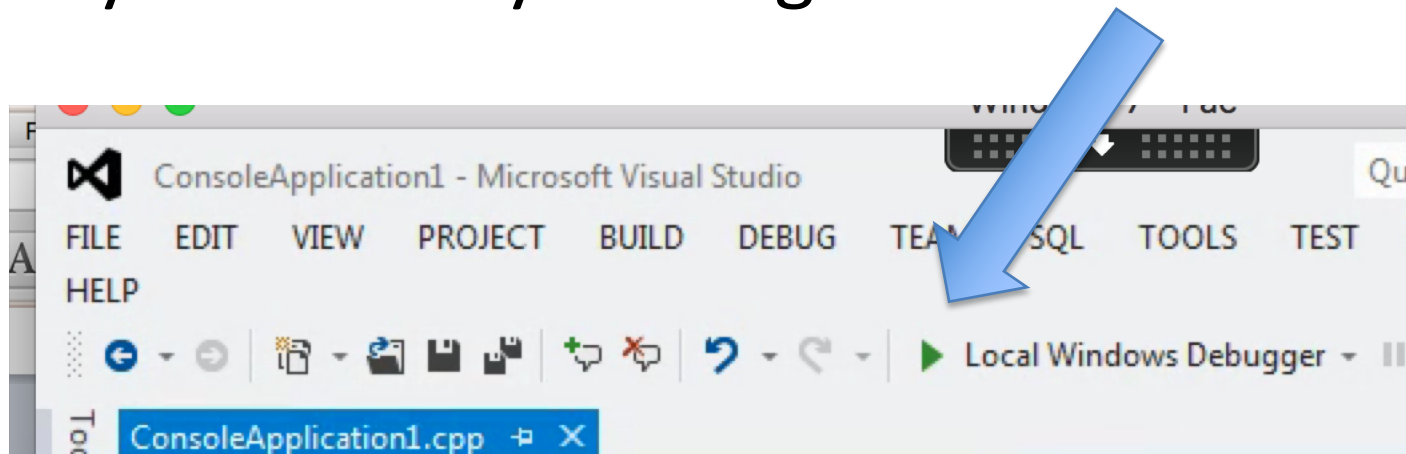 ConsoleApplication1 - Microsoft Visual Studio
FILE EDIT VIEW PROJECT BUILD DEBUG SQL TOOLS TEST
HELP
Local Windows Debugger
ConsoleApplication1.cpp